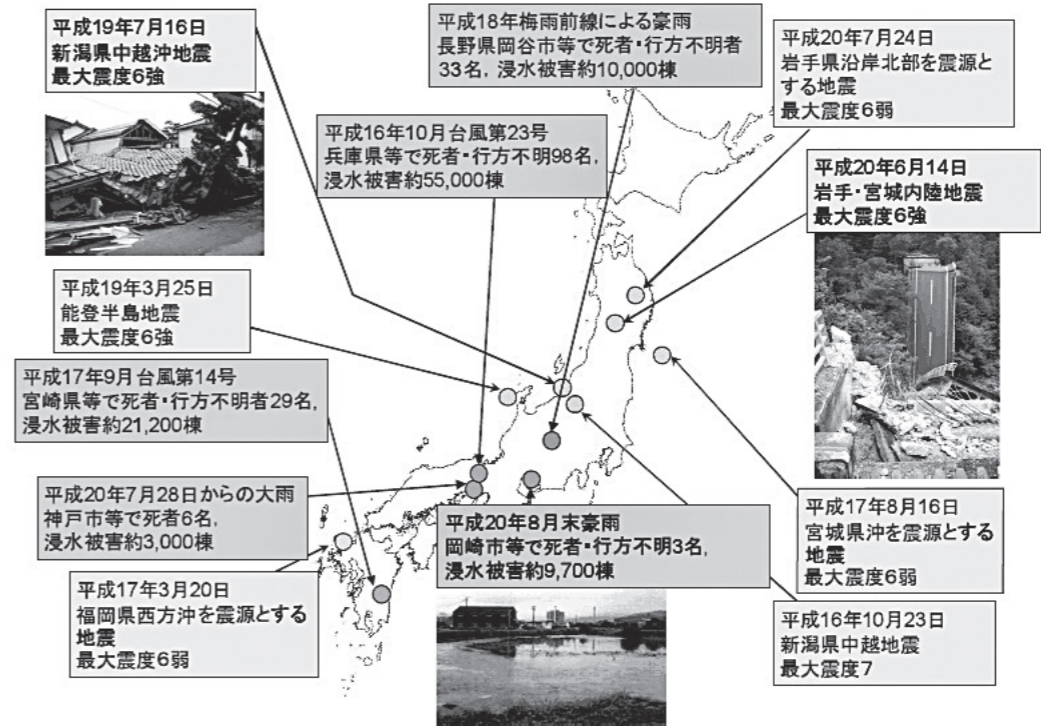 平成19年7月16日
新潟県中越沖地震
最大震度6強
平成18年梅雨前線による豪雨
長野県岡谷市等で死者・行方不明者
33名，浸水被害約10,000棟
平成20年7月24日
岩手県沿岸北部を震源と
する地震
最大震度6弱
平成16年10月台風第23号
兵庫県等で死者・行方不明98名，
浸水被害約55,000棟
平成20年6月14日
岩手・宮城内陸地震
最大震度6強
平成19年3月25日
能登半島地震
最大震度6強
平成17年9月台風第14号
宮崎県等で死者・行方不明者29名，
浸水被害約21,200棟
平成20年7月28日からの大雨
神戸市等で死者6名，
浸水被害約3,000棟
平成20年8月末豪雨
岡崎市等で死者・行方不明3名，
浸水被害約9,700棟
平成17年8月16日
宮城県沖を震源とする
地震
最大震度6弱
平成17年3月20日
福岡県西方沖を震源とする
地震
最大震度6弱
平成16年10月23日
新潟県中越地震
最大震度7